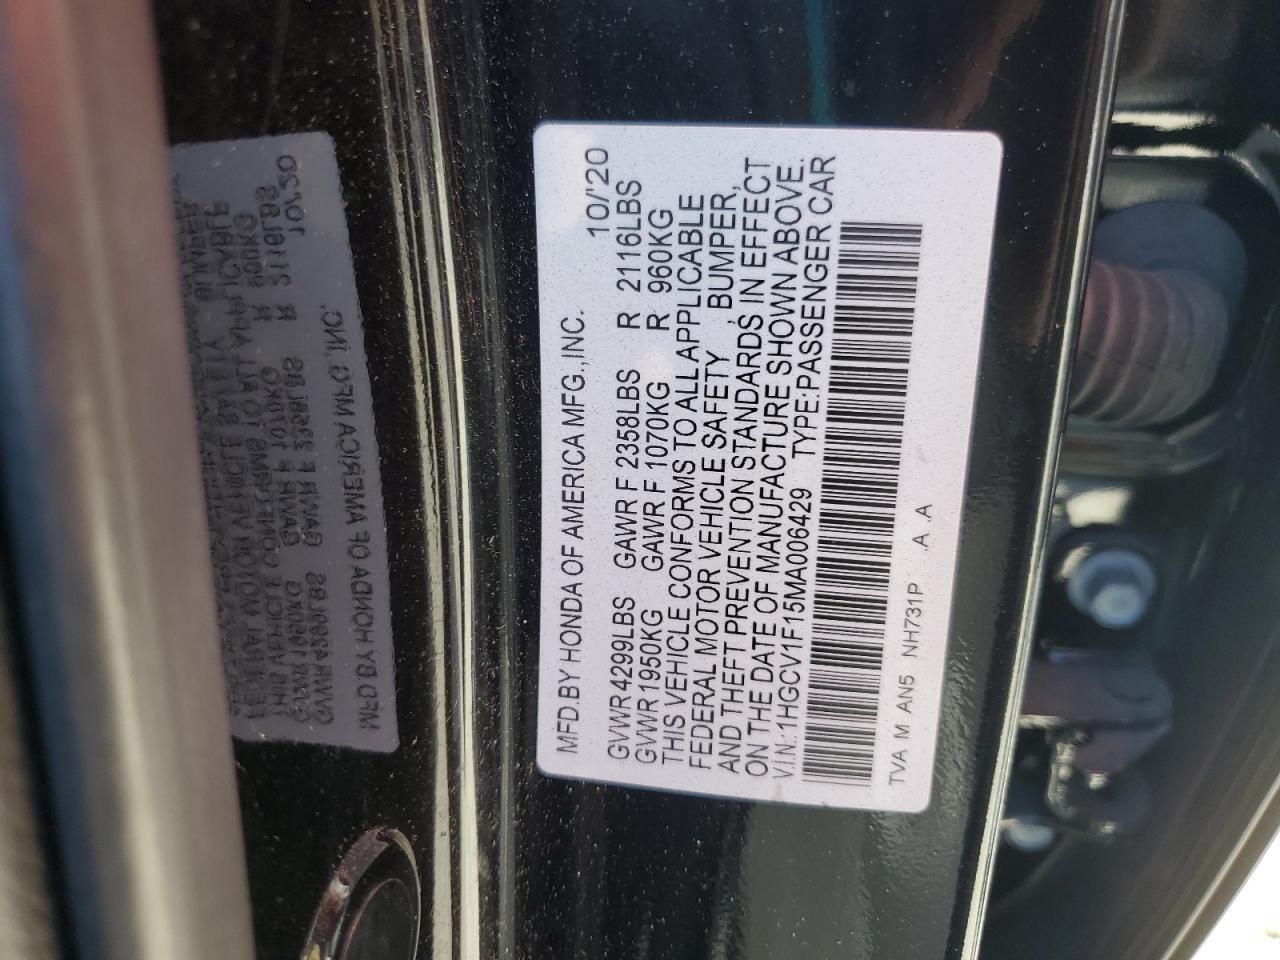 MFD.BY HONDA OF AMERICA MFG.,INC. 10/'20
GVWR 4299LBS GAWR F 2358LBS R 2116LBS
GVWR 1950KG GAWR F 1070KG R 960KG
THIS VEHICLE CONFORMS TO ALL APPLICABLE
FEDERAL MOTOR VEHICLE SAFETY , BUMPER,
AND THEFT PREVENTION STANDARDS IN EFFECT
ON THE DATE OF MANUFACTURE SHOWN ABOVE.
V.I.N.: 1HGCV1F15MA006429 TYPE:PASSENGER CAR
TVA M AN5 NH731P .A .A